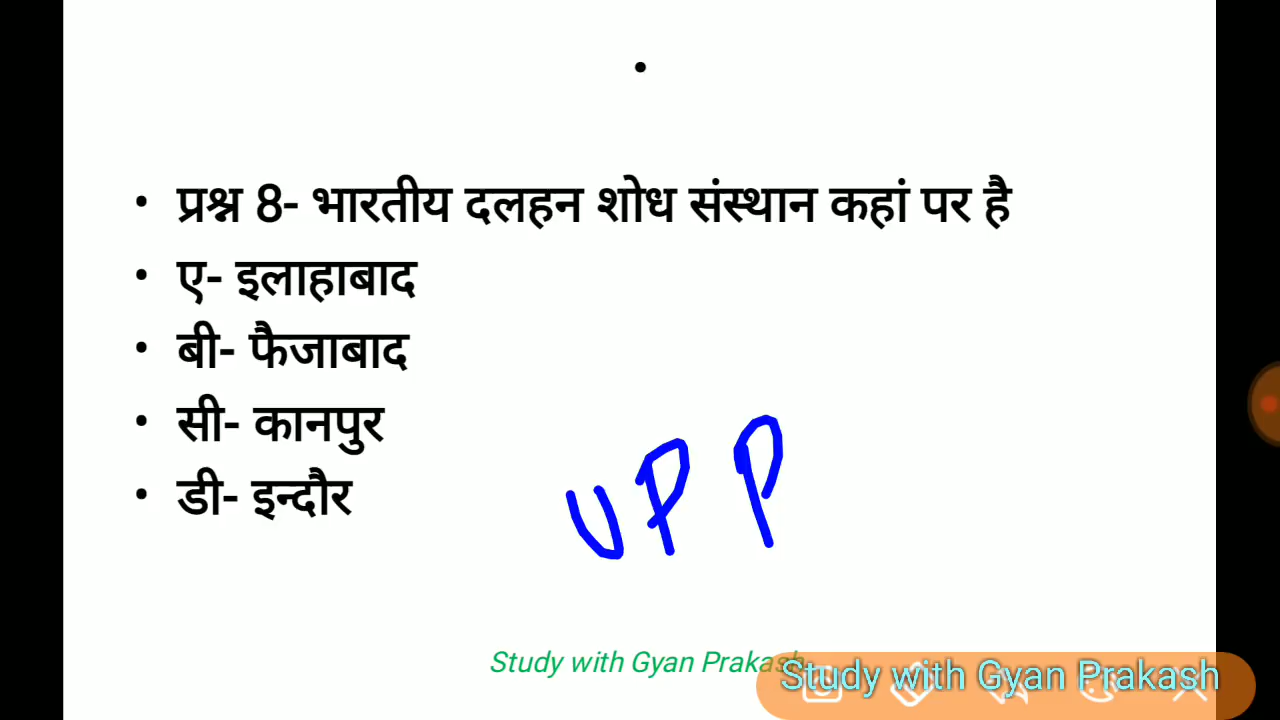 • प्रश्न 8- भारतीय दलहन शोध संस्थान कहां पर है
• ए- इलाहाबाद
• बी- फैजाबाद
• सी- कानपुर
• डी- इन्दौर
UPP
Study with Gyan Prakash
Study with Gyan Prakash